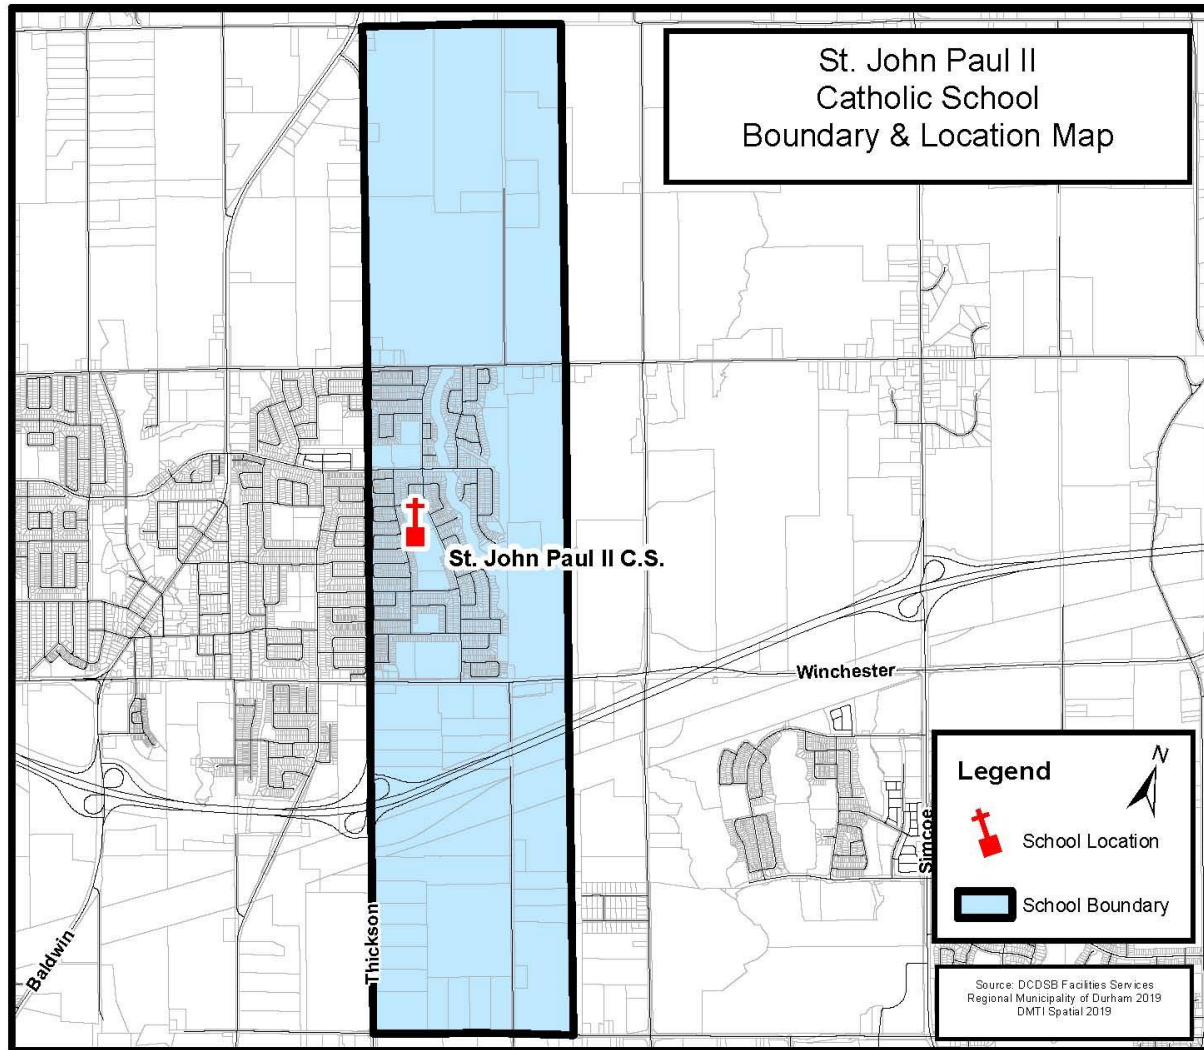 St. John Paul II
Catholic School
Boundary & Location Map
St. John Paul II C.S.
Winchester
Simcoe
Thickson
Baldwin
Legend
N
School Location
School Boundary
Source: DCDSB Facilities Services
Regional Municipality of Durham 2019
DMTI Spatial 2019